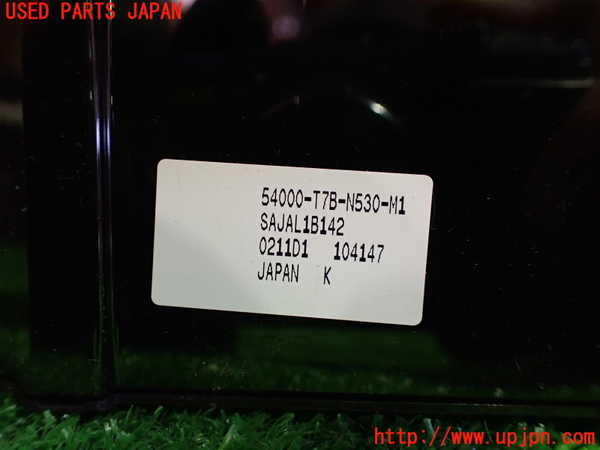 USED PARTS JAPAN
54000-T7B-N530-M1
SAJAL1B142
0211D1 104147
JAPAN K
http://www.upjpn.com/